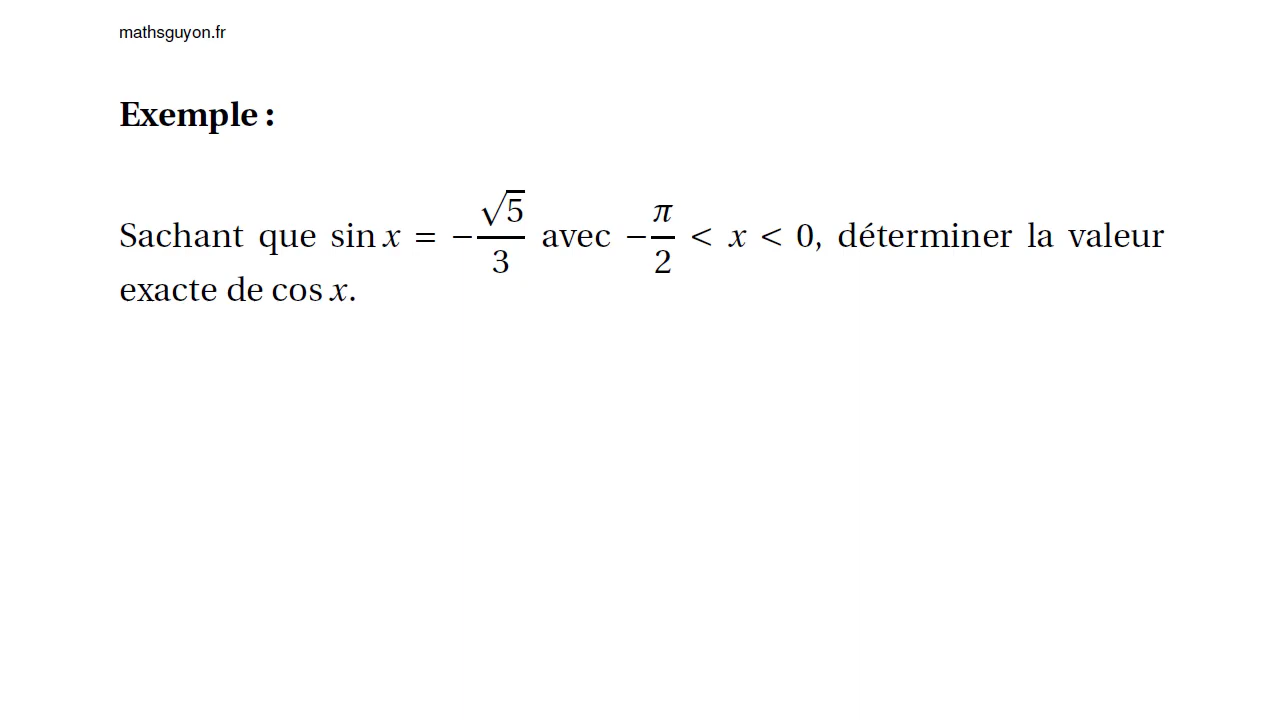 mathsguyon.fr
Exemple :
Sachant que sin x = −√5/3 avec −π/2 < x < 0, déterminer la valeur
exacte de cos x.